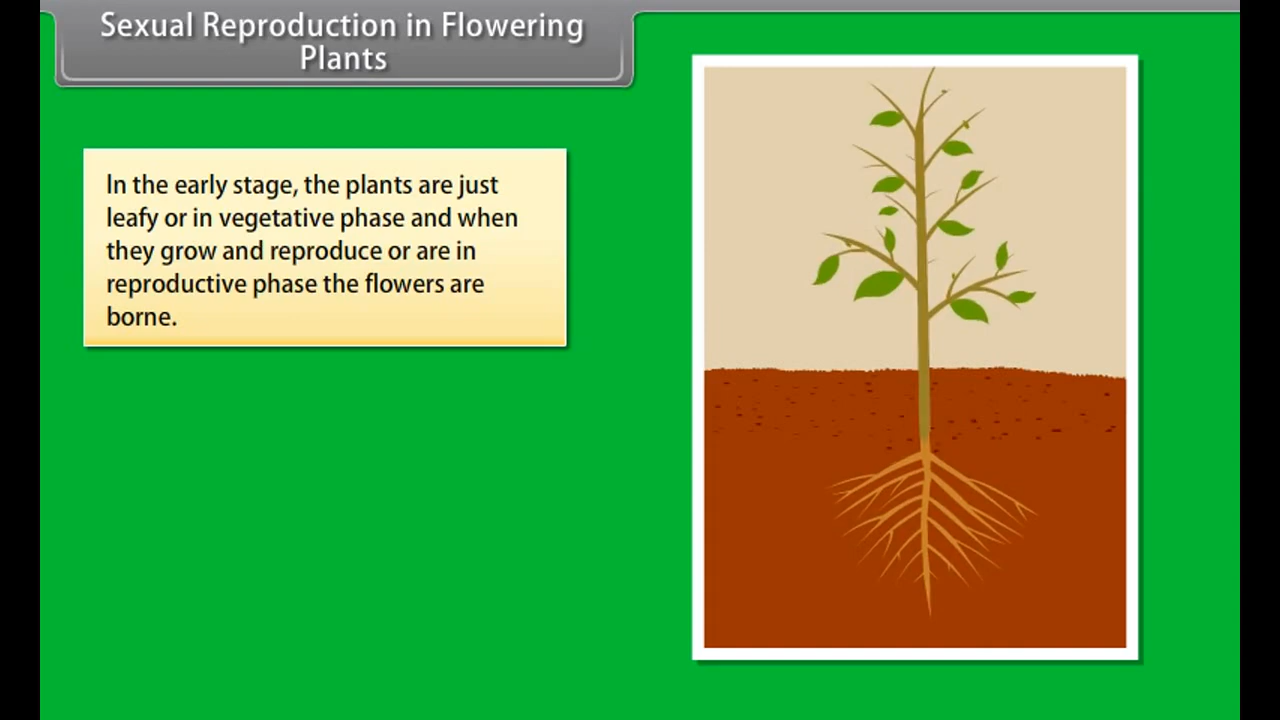 Sexual Reproduction in Flowering
Plants
In the early stage, the plants are just
leafy or in vegetative phase and when
they grow and reproduce or are in
reproductive phase the flowers are
borne.